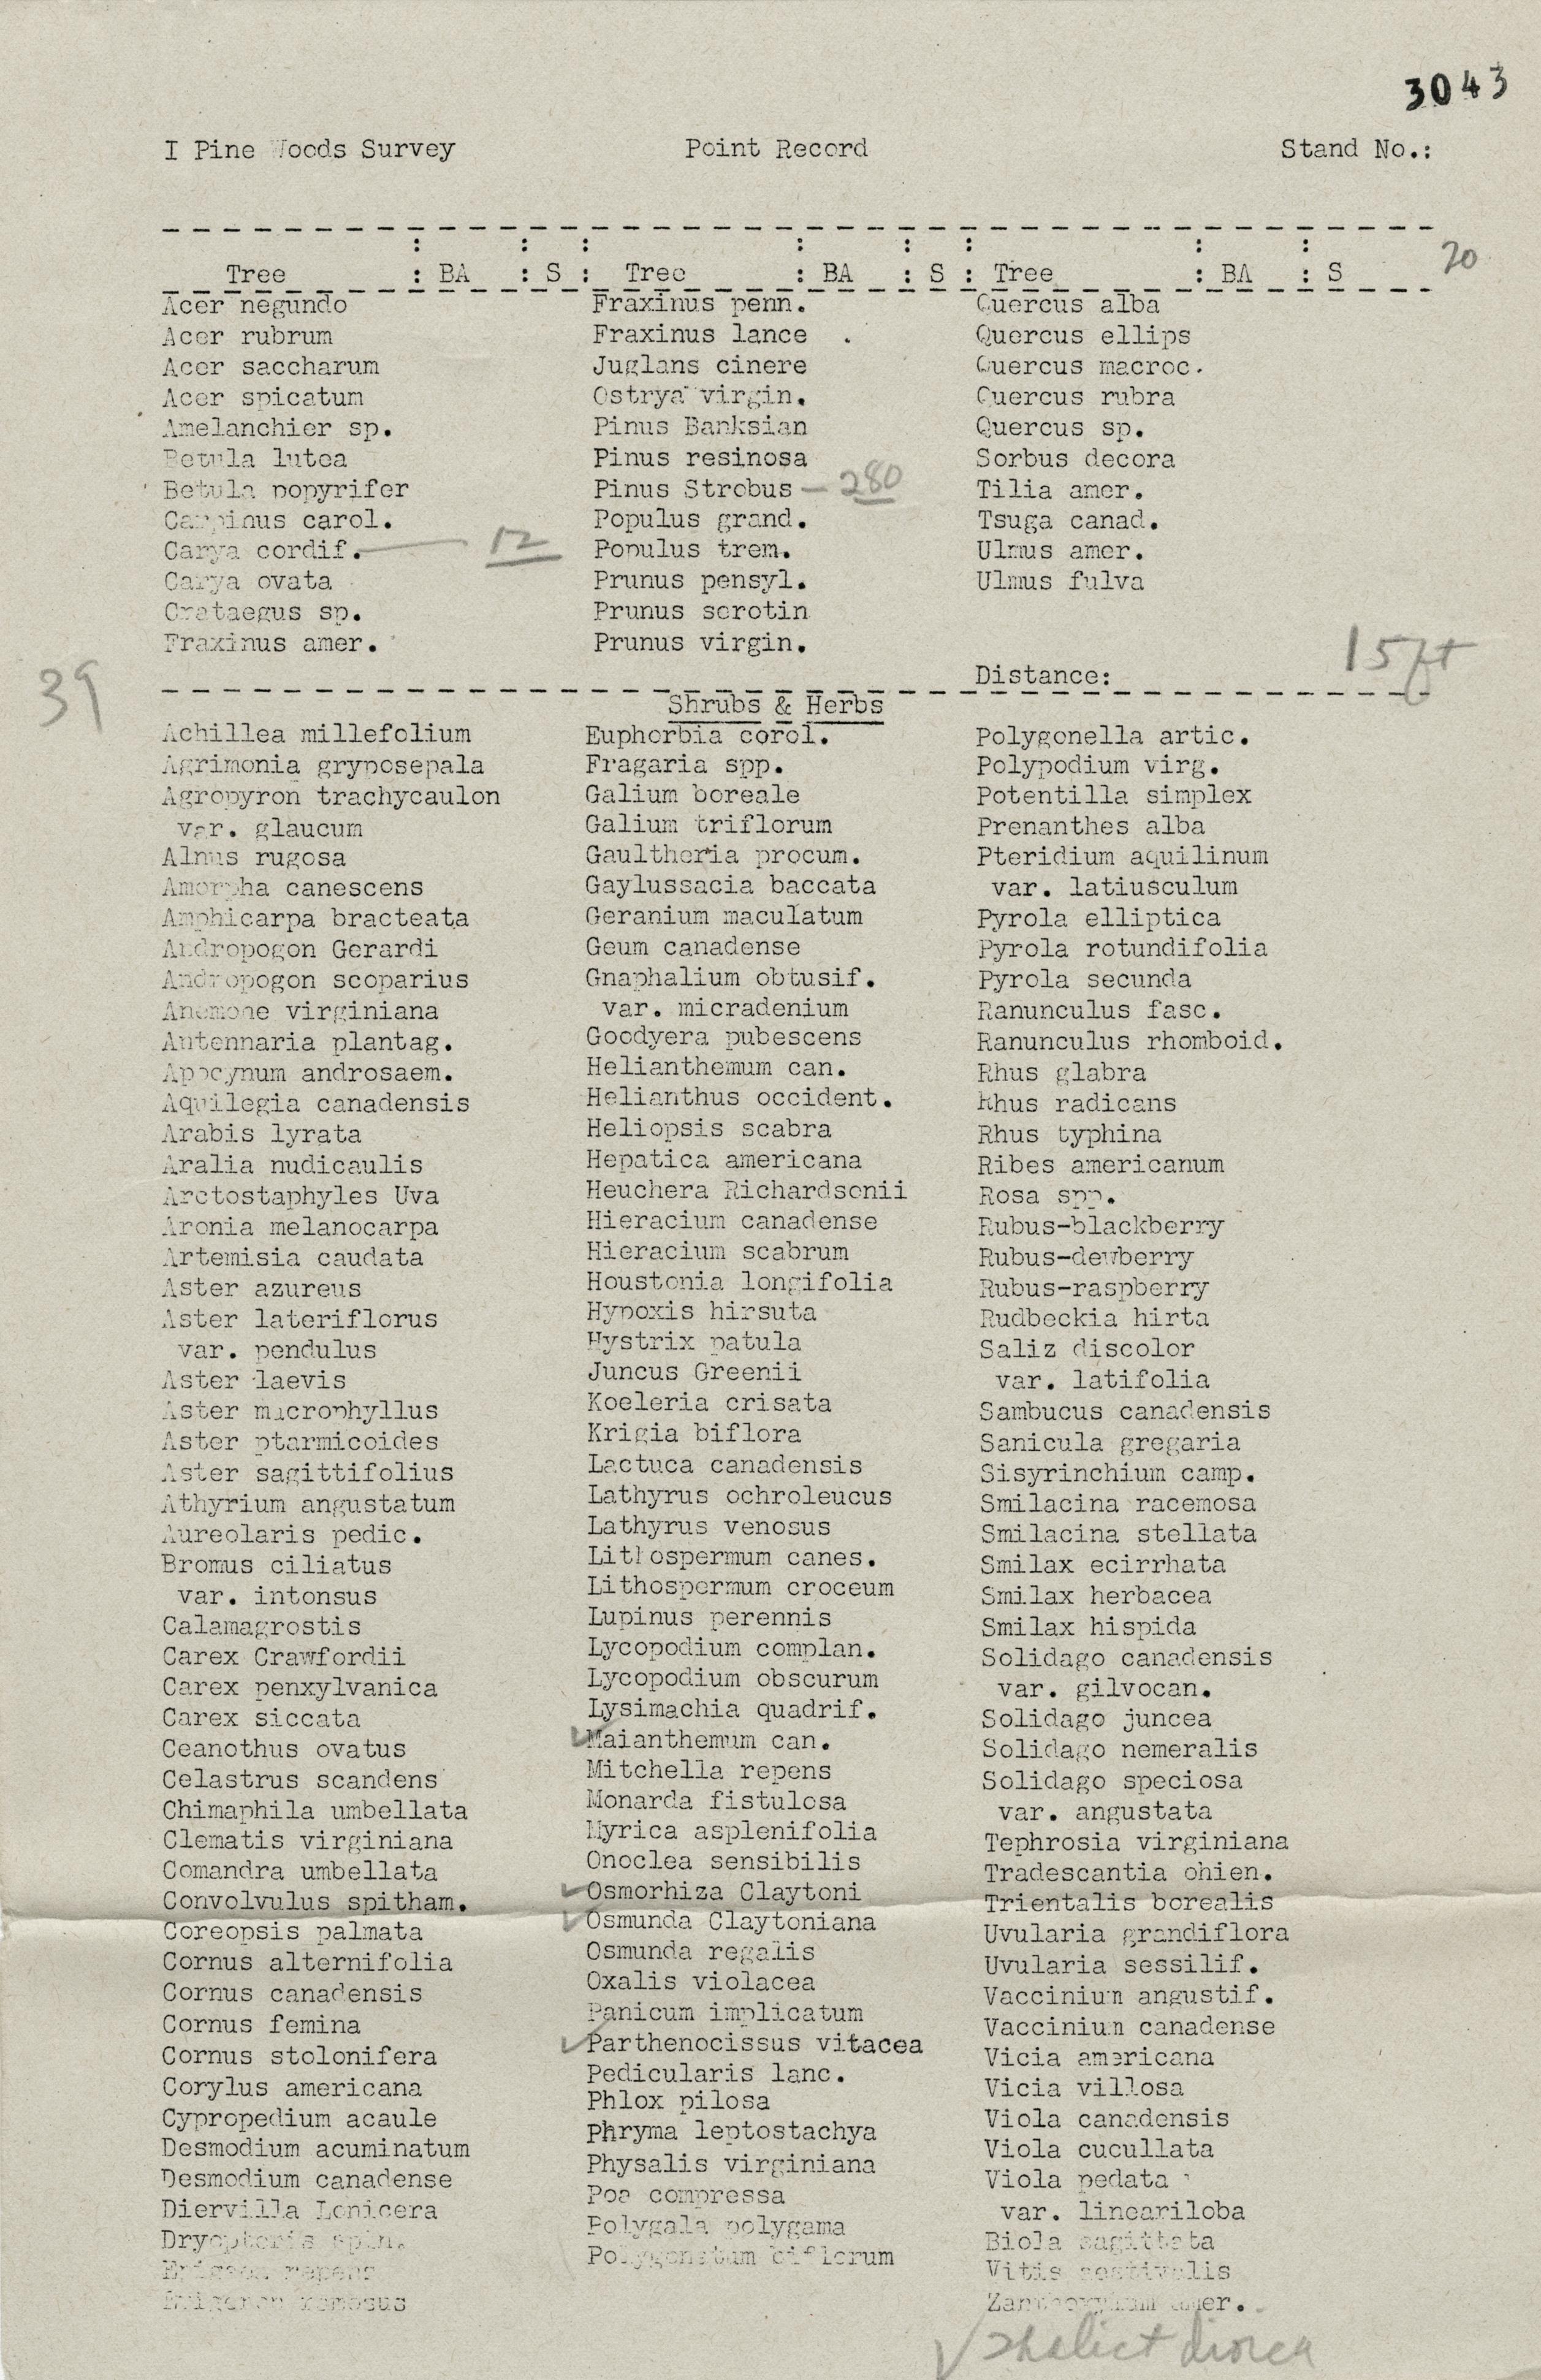 3043
I Pine Woods Survey Point Record Stand No.:
Tree : BA : S : Tree : BA : S : Tree : BA : S
20
Acer negundo
Acer rubrum
Acer saccharum
Acer spicatum
Amelanchier sp.
Betula lutea
Betula popyrifer
Carpinus carol.
Carya cordif. — 12
Carya ovata
Crataegus sp.
Fraxinus amer.
Fraxinus penn.
Fraxinus lance
Juglans cinere
Ostrya virgin.
Pinus Banksian
Pinus resinosa
Pinus Strobus — 280
Populus grand.
Populus trem.
Prunus pensyl.
Prunus serotin
Prunus virgin.
Quercus alba
Quercus ellips
Quercus macroc.
Quercus rubra
Quercus sp.
Sorbus decora
Tilia amer.
Tsuga canad.
Ulmus amer.
Ulmus fulva
Distance: 15ft
39
Shrubs & Herbs
Achillea millefolium
Agrimonia gryposepala
Agropyron trachycaulon
var. glaucum
Alnus rugosa
Amorpha canescens
Amphicarpa bracteata
Andropogon Gerardi
Andropogon scoparius
Anemone virginiana
Antennaria plantag.
Apocynum androsaem.
Aquilegia canadensis
Arabis lyrata
Aralia nudicaulis
Arctostaphyles Uva
Aronia melanocarpa
Artemisia caudata
Aster azureus
Aster lateriflorus
var. pendulus
Aster laevis
Aster macrophyllus
Aster ptarmicoides
Aster sagittifolius
Athyrium angustatum
Aureolaris pedic.
Bromus ciliatus
var. intonsus
Calamagrostis
Carex Crawfordii
Carex penxylvanica
Carex siccata
Ceanothus ovatus
Celastrus scandens
Chimaphila umbellata
Clematis virginiana
Comandra umbellata
Convolvulus spitham.
Coreopsis palmata
Cornus alternifolia
Cornus canadensis
Cornus femina
Cornus stolonifera
Corylus americana
Cypropedium acaule
Desmodium acuminatum
Desmodium canadense
Diervilla Lonicera
Dryopteris spin.
repens
ramosus
Euphorbia corol.
Fragaria spp.
Galium boreale
Galium triflorum
Gaultheria procum.
Gaylussacia baccata
Geranium maculatum
Geum canadense
Gnaphalium obtusif.
var. micradenium
Goodyera pubescens
Helianthemum can.
Helianthus occident.
Heliopsis scabra
Hepatica americana
Heuchera Richardsonii
Hieracium canadense
Hieracium scabrum
Houstonia longifolia
Hypoxis hirsuta
Hystrix patula
Juncus Greenii
Koeleria crisata
Krigia biflora
Lactuca canadensis
Lathyrus ochroleucus
Lathyrus venosus
Lithospermum canes.
Lithospermum croceum
Lupinus perennis
Lycopodium complan.
Lycopodium obscurum
Lysimachia quadrif.
✓Maianthemum can.
Mitchella repens
Monarda fistulosa
Myrica asplenifolia
Onoclea sensibilis
✓Osmorhiza Claytoni
✓Osmunda Claytoniana
Osmunda regalis
Oxalis violacea
Panicum implicatum
✓Parthenocissus vitacea
Pedicularis lanc.
Phlox pilosa
Phryma leptostachya
Physalis virginiana
Poa compressa
Polygala polygama
Polygonatum biflorum
Polygonella artic.
Polypodium virg.
Potentilla simplex
Prenanthes alba
Pteridium aquilinum
var. latiusculum
Pyrola elliptica
Pyrola rotundifolia
Pyrola secunda
Ranunculus fasc.
Ranunculus rhomboid.
Rhus glabra
Rhus radicans
Rhus typhina
Ribes americanum
Rosa spp.
Rubus-blackberry
Rubus-dewberry
Rubus-raspberry
Rudbeckia hirta
Saliz discolor
var. latifolia
Sambucus canadensis
Sanicula gregaria
Sisyrinchium camp.
Smilacina racemosa
Smilacina stellata
Smilax ecirrhata
Smilax herbacea
Smilax hispida
Solidago canadensis
var. gilvocan.
Solidago juncea
Solidago nemeralis
Solidago speciosa
var. angustata
Tephrosia virginiana
Tradescantia ohien.
Trientalis borealis
Uvularia grandiflora
Uvularia sessilif.
Vaccinium angustif.
Vaccinium canadense
Vicia americana
Vicia villosa
Viola canadensis
Viola cucullata
Viola pedata
var. lineariloba
Biola sagittata
Vitis aestivalis
Zanthoxylum amer.
✓ Thalict dioica